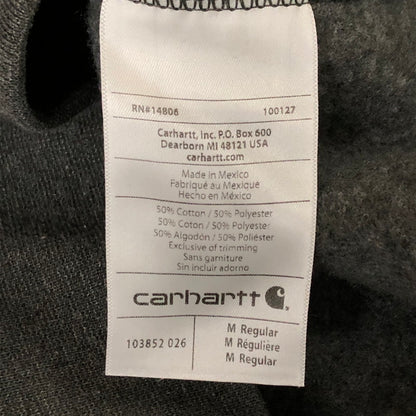 RN#14806 100127
Carhartt, Inc. P.O. Box 600
Dearborn MI 48121 USA
carhartt.com
Made in Mexico
Fabriqué au Mexique
Hecho en México
50% Cotton / 50% Polyester
50% Coton / 50% Polyester
50% Algodón / 50% Poliéster
Exclusive of trimming
Sans garniture
Sin incluir adorno
carhartt
103852 026
M Regular
M Régulière
M Regular